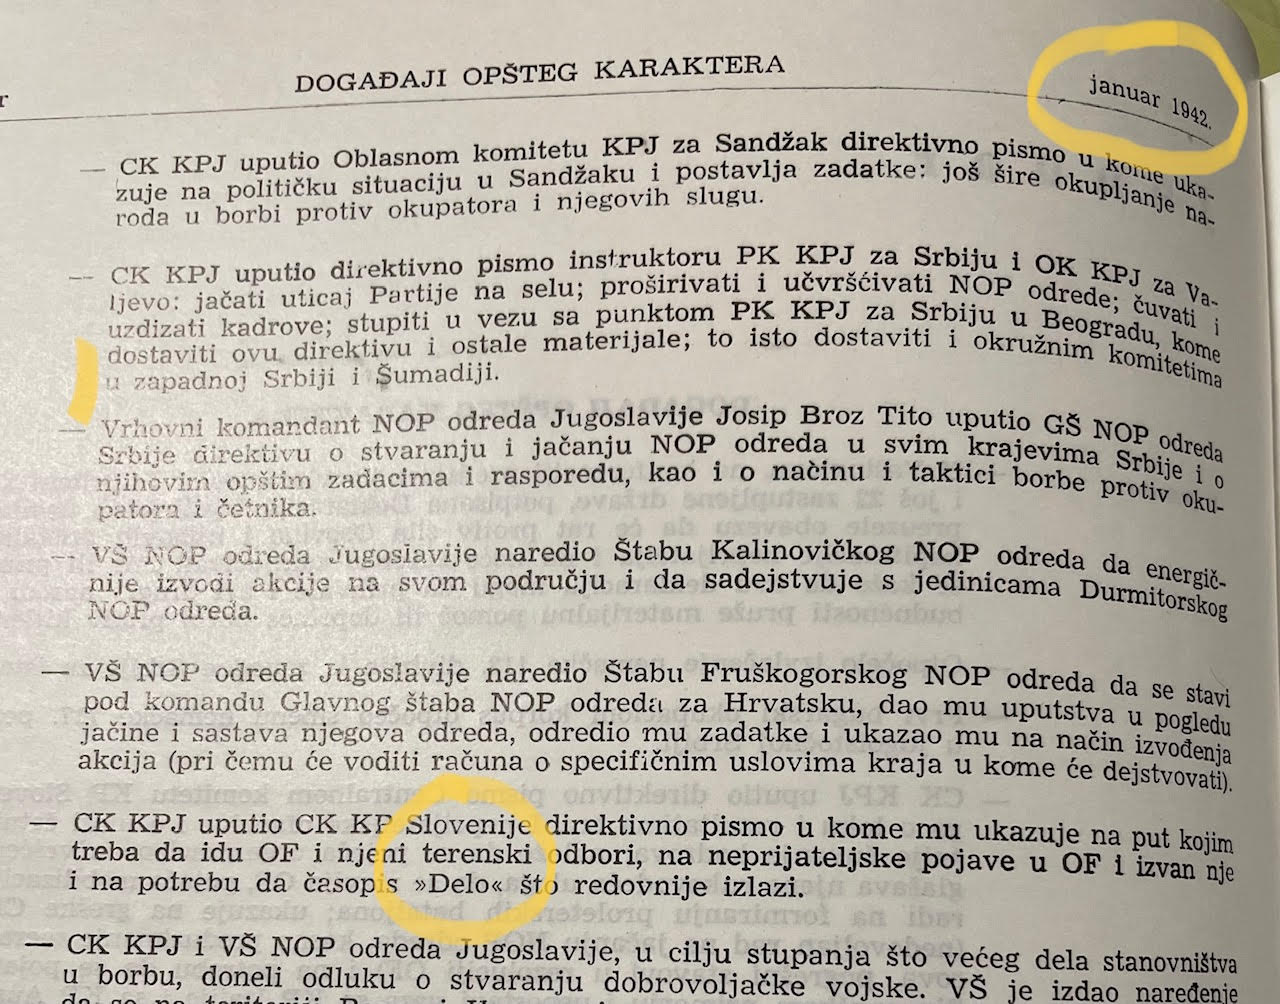 r
DOGAĐAJI OPŠTEG KARAKTERA
januar 1942.
— CK KPJ uputio Oblasnom komitetu KPJ za Sandžak direktivno pismo u kome uka-
zuje na političku situaciju u Sandžaku i postavlja zadatke: još šire okupljanje na-
roda u borbi protiv okupatora i njegovih slugu.
— CK KPJ uputio direktivno pismo instruktoru PK KPJ za Srbiju i OK KPJ za Va-
ljevo: jačati uticaj Partije na selu; proširivati i učvršćivati NOP odrede; čuvati i
uzdizati kadrove; stupiti u vezu sa punktom PK KPJ za Srbiju u Beogradu, kome
dostaviti ovu direktivu i ostale materijale; to isto dostaviti i okružnim komitetima
u zapadnoj Srbiji i Šumadiji.
— Vrhovni komandant NOP odreda Jugoslavije Josip Broz Tito uputio GŠ NOP odreda
Srbije direktivu o stvaranju i jačanju NOP odreda u svim krajevima Srbije i o
njihovim opštim zadacima i rasporedu, kao i o načinu i taktici borbe protiv oku-
patora i četnika.
— VŠ NOP odreda Jugoslavije naredio Štabu Kalinovičkog NOP odreda da energič-
nije izvodi akcije na svom području i da sadejstvuje s jedinicama Durmitorskog
NOP odreda.
— VŠ NOP odreda Jugoslavije naredio Štabu Fruškogorskog NOP odreda da se stavi
pod komandu Glavnog štaba NOP odreda za Hrvatsku, dao mu uputstva u pogledu
jačine i sastava njegova odreda, odredio mu zadatke i ukazao mu na način izvođenja
akcija (pri čemu će voditi računa o specifičnim uslovima kraja u kome će dejstvovati).
— CK KPJ uputio CK KP Slovenije direktivno pismo u kome mu ukazuje na put kojim
treba da idu OF i njeni terenski odbori, na neprijateljske pojave u OF i izvan nje
i na potrebu da časopis »Delo« što redovnije izlazi.
— CK KPJ i VŠ NOP odreda Jugoslavije, u cilju stupanja što većeg dela stanovništva
u borbu, doneli odluku o stvaranju dobrovoljačke vojske. VŠ je izdao naređenje
da se na teritoriji